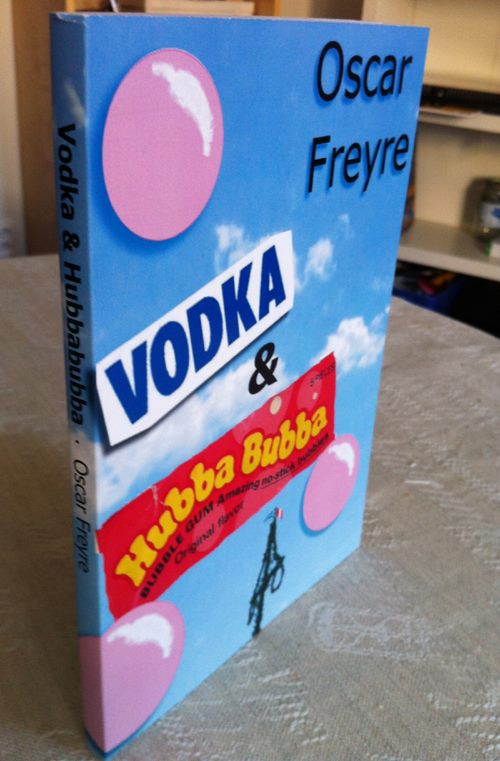 Vodka & Hubbabubba · Oscar Freyre
Oscar
Freyre
VODKA
&
Hubba Bubba
BUBBLE GUM Amazing no-stick bubbles
Original flavor